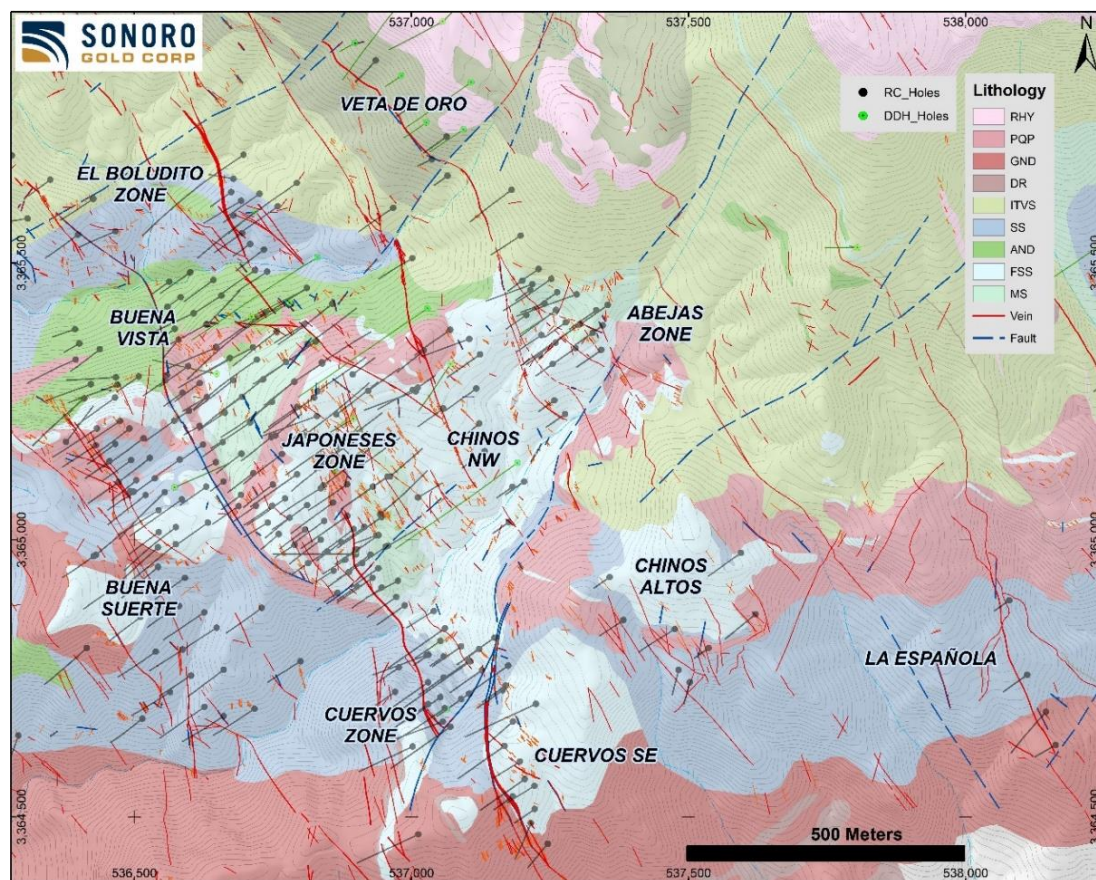 SONORO
GOLD CORP
537,000
537,500
538,000
N
VETA DE ORO
RC_Holes
DDH_Holes
Lithology
RHY
PQP
GND
DR
ITVS
SS
AND
FSS
MS
Vein
Fault
EL BOLUDITO
ZONE
3,365,500
3,365,500
BUENA
VISTA
ABEJAS
ZONE
JAPONESES
ZONE
CHINOS
NW
3,365,000
3,365,000
BUENA
SUERTE
CHINOS
ALTOS
LA ESPAÑOLA
CUERVOS
ZONE
CUERVOS SE
3,364,500
3,364,500
500 Meters
536,500
537,000
537,500
538,000